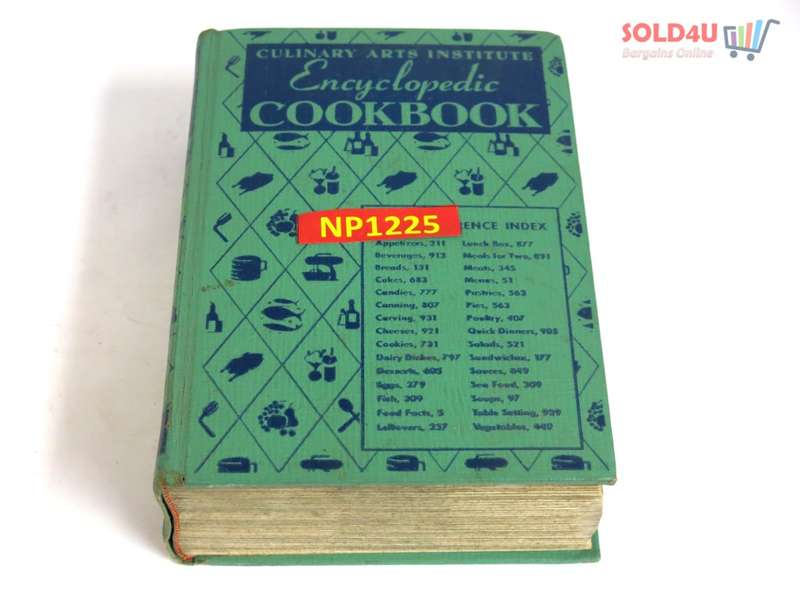 SOLD4U
Bargains Online
CULINARY ARTS INSTITUTE
Encyclopedic
COOKBOOK
NP1225
RENCE INDEX
Appetizers, 211 Lunch Box, 877
Beverages, 913 Meals for Two, 891
Breads, 131 Meats, 345
Cakes, 683 Menus, 51
Candies, 777 Pastries, 563
Canning, 807 Pies, 563
Carving, 931 Poultry, 407
Cheeses, 921 Quick Dinners, 905
Cookies, 731 Salads, 521
Dairy Dishes, 797 Sandwiches, 177
Desserts, 605 Sauces, 849
Eggs, 279 Sea Food, 309
Fish, 309 Soups, 97
Food Facts, 5 Table Setting, 939
Leftovers, 257 Vegetables, 449